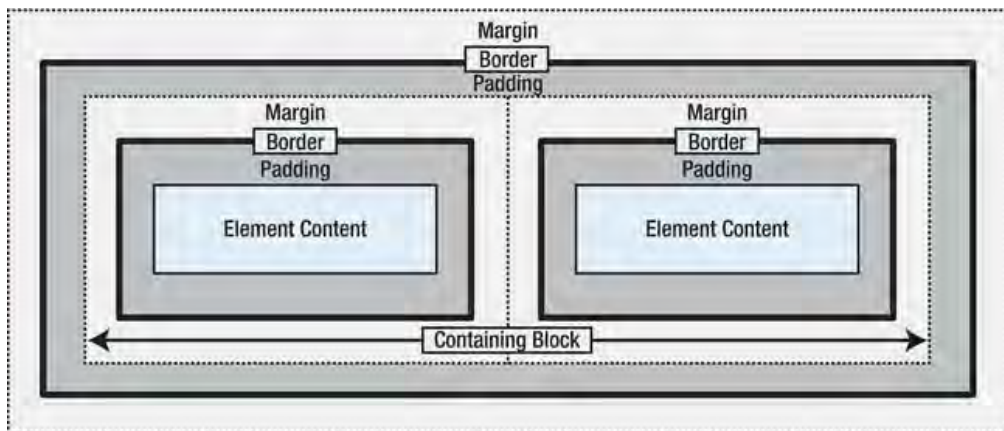 Margin
Border
Padding
Margin
Border
Padding
Element Content
Margin
Border
Padding
Element Content
Containing Block